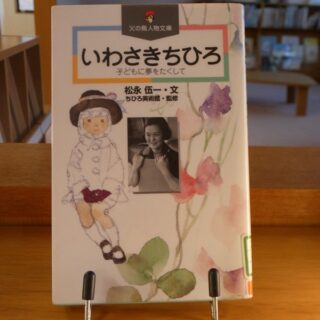 火の鳥人物文庫
いわさきちひろ
子どもに夢をたくして
松永 伍一・文
ちひろ美術館・監修